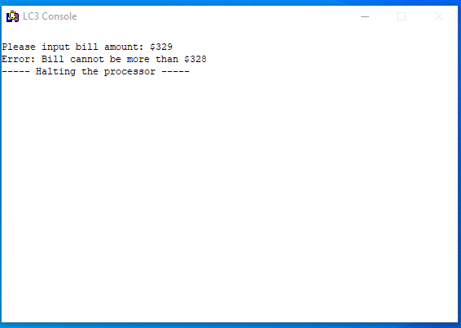 LC3 Console
Please input bill amount: $329
Error: Bill cannot be more than $328
----- Halting the processor -----